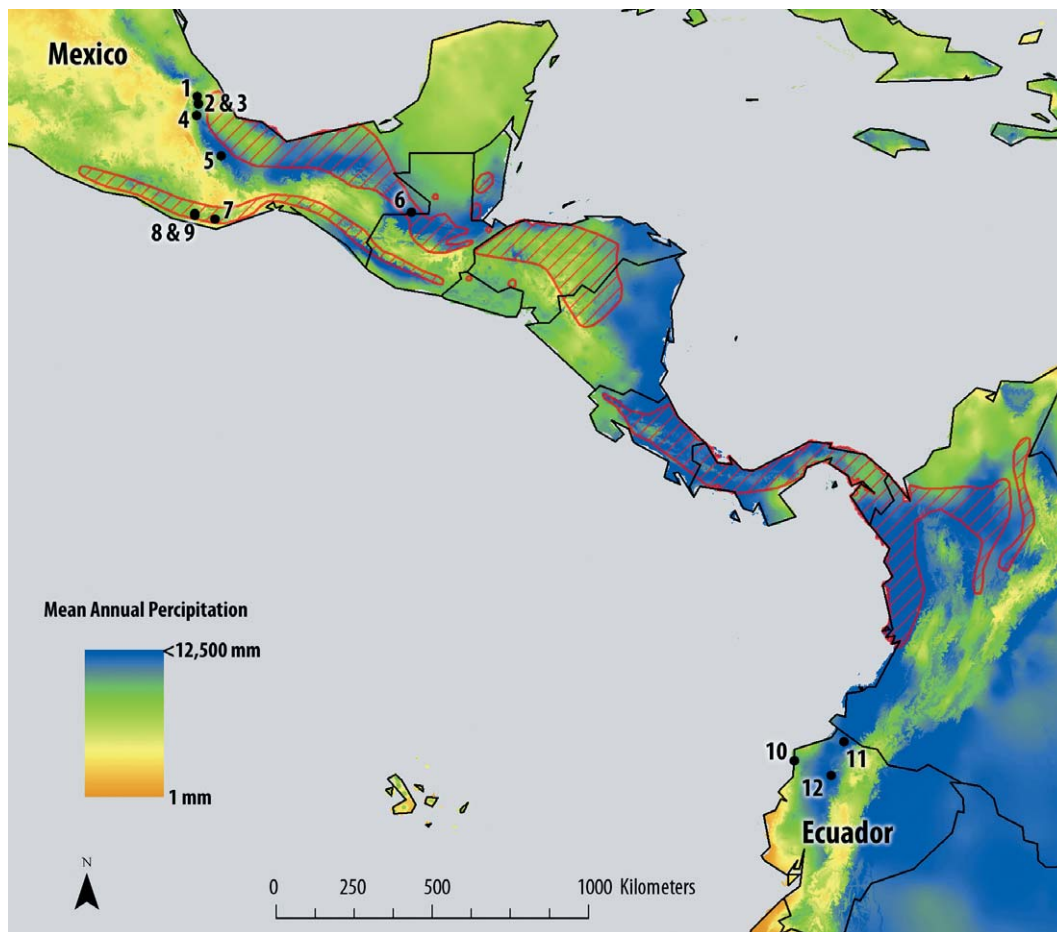 Mexico
1
2 & 3
4
5
6
7
8 & 9
Mean Annual Percipitation
<12,500 mm
1 mm
10
11
12
Ecuador
N
0 250 500 1000 Kilometers